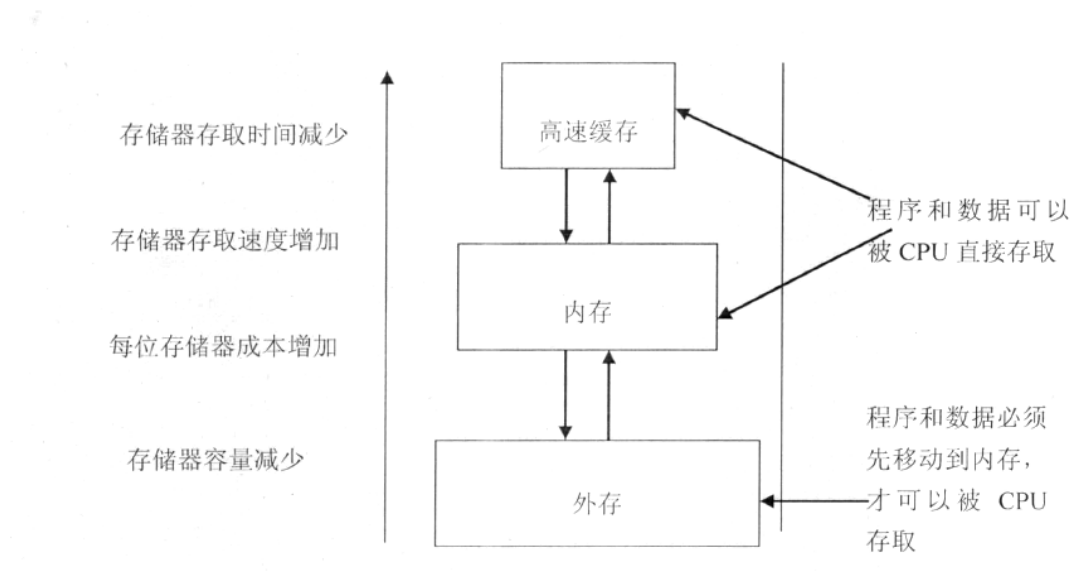 高速缓存
存储器存取时间减少
程序和数据可以
被 CPU 直接存取
存储器存取速度增加
内存
每位存储器成本增加
程序和数据必须
先移动到内存，
才可以被 CPU
存取
存储器容量减少
外存